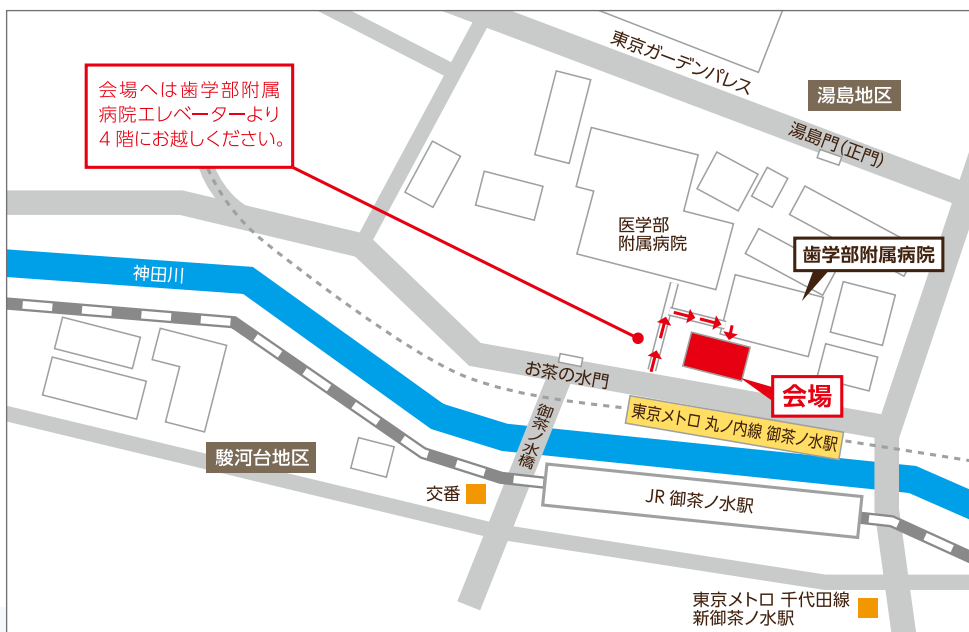 東京ガーデンパレス
湯島地区
会場へは歯学部附属
病院エレベーターより
4階にお越しください。
湯島門(正門)
医学部
附属病院
歯学部附属病院
神田川
お茶の水門
会場
東京メトロ 丸ノ内線 御茶ノ水駅
御茶ノ水橋
駿河台地区
交番
JR 御茶ノ水駅
東京メトロ 千代田線
新御茶ノ水駅